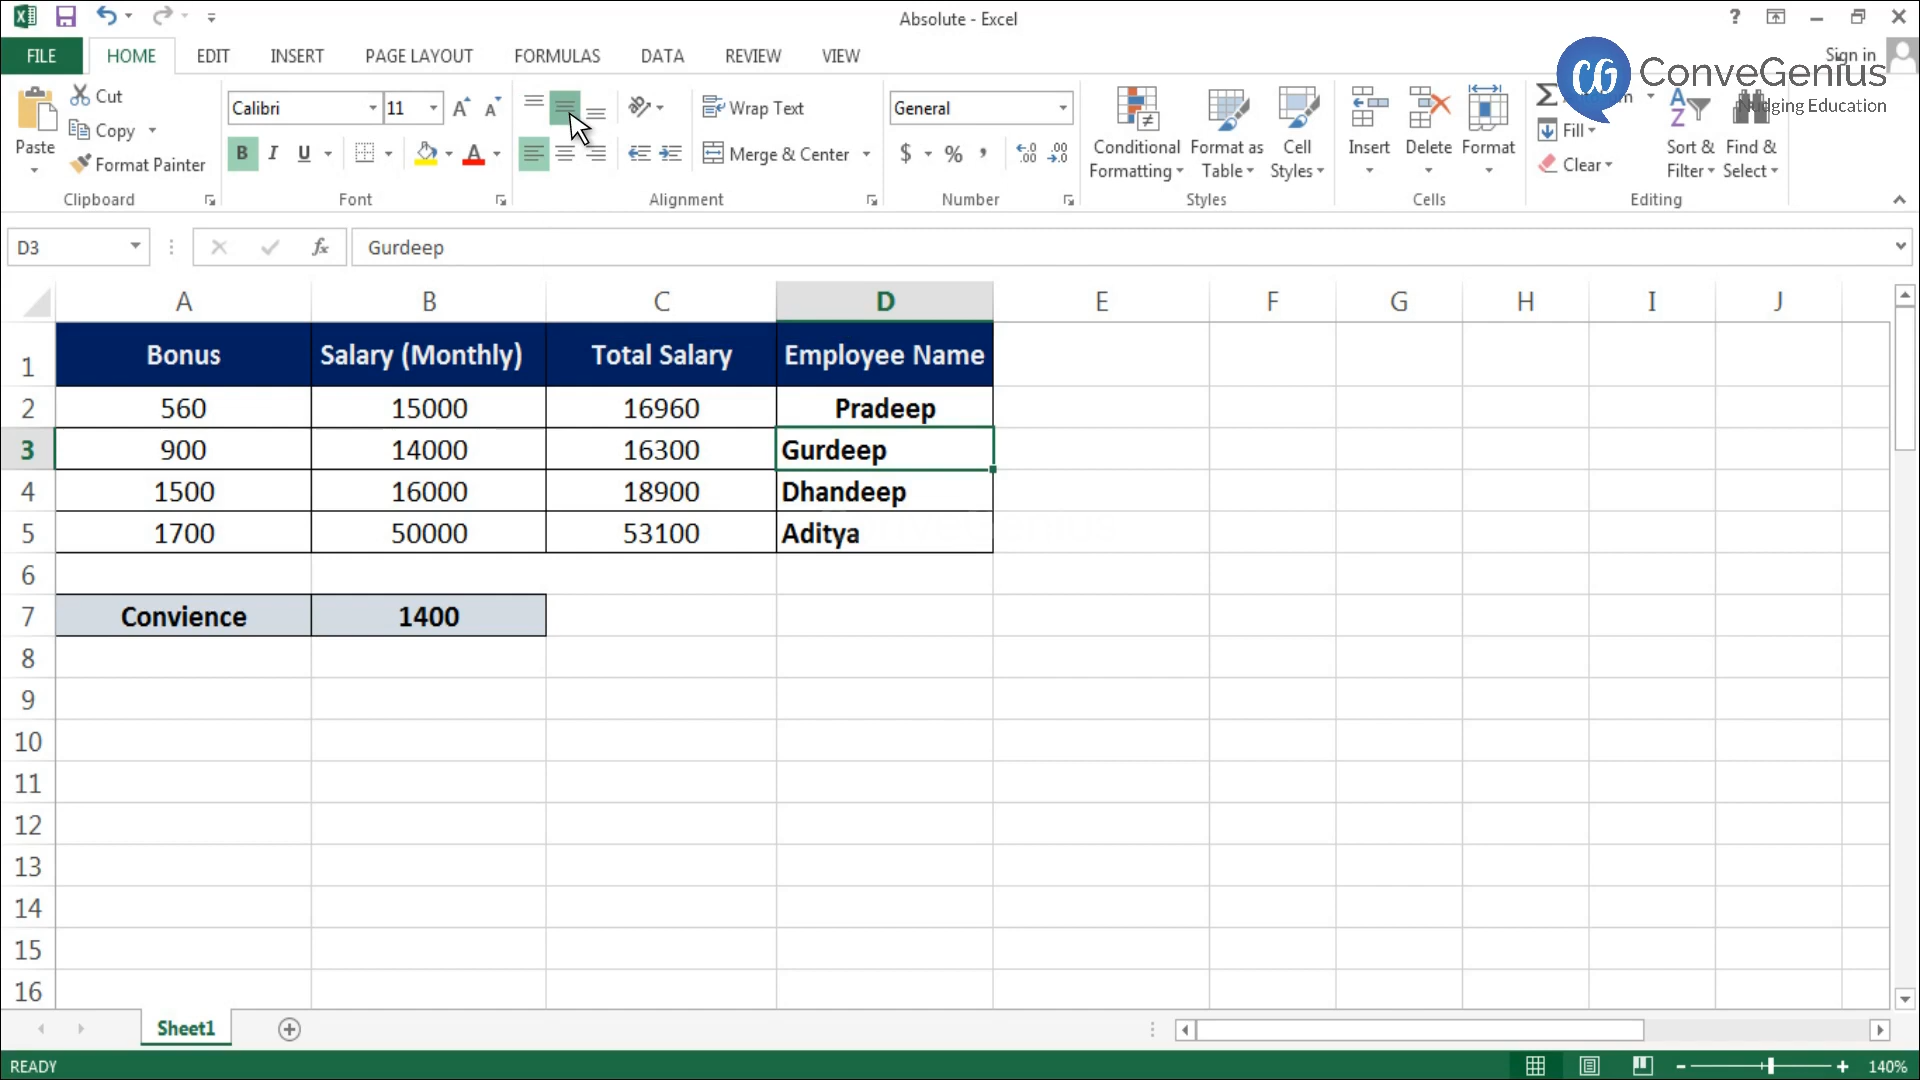 Absolute - Excel
FILE HOME EDIT INSERT PAGE LAYOUT FORMULAS DATA REVIEW VIEW Sign in
ConveGenius
Nudging Education
Cut
Copy
Format Painter
Paste
Clipboard
Calibri 11
B I U A
Font
Wrap Text
Merge & Center
Alignment
General
$ % ,
Number
Conditional Formatting
Format as Table
Cell Styles
Styles
Insert Delete Format
Cells
Fill
Clear
Sort & Filter
Find & Select
Editing
D3 fx Gurdeep
A B C D E F G H I J
1 Bonus Salary (Monthly) Total Salary Employee Name
2 560 15000 16960 Pradeep
3 900 14000 16300 Gurdeep
4 1500 16000 18900 Dhandeep
5 1700 50000 53100 Aditya
6
7 Convience 1400
8
9
10
11
12
13
14
15
16
Sheet1
READY 140%